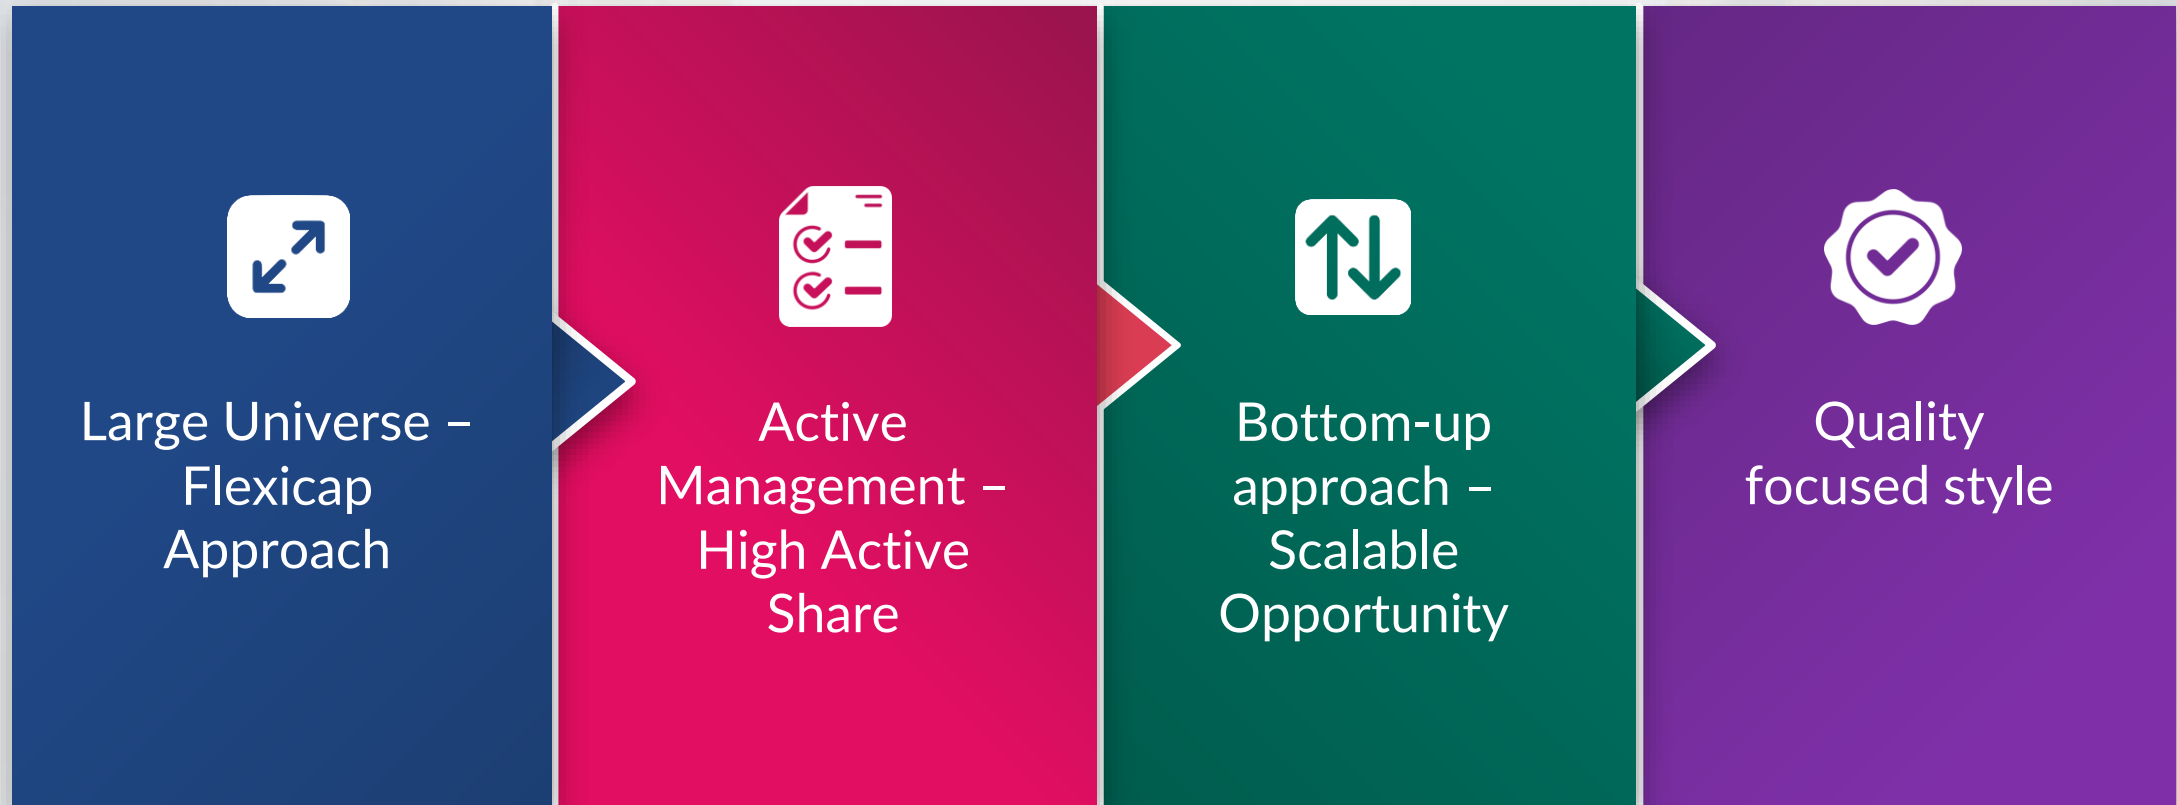 Large Universe –
Flexicap
Approach
Active
Management –
High Active
Share
Bottom-up
approach –
Scalable
Opportunity
Quality
focused style